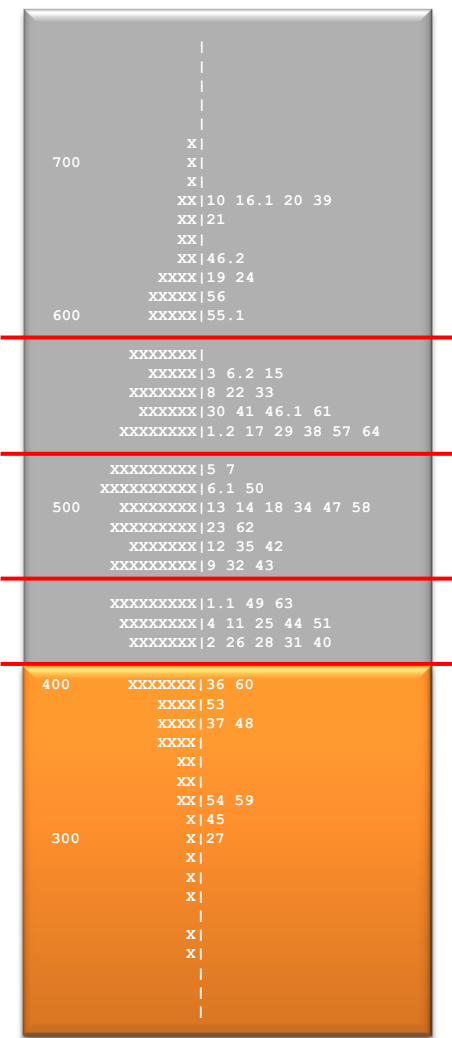 |
|
|
|
|
X|
700 X|
X|
XX|10 16.1 20 39
XX|21
XX|
XX|46.2
XXXX|19 24
XXXXX|56
600 XXXXX|55.1
XXXXXXX|
XXXXX|3 6.2 15
XXXXXXX|8 22 33
XXXXXX|30 41 46.1 61
XXXXXXXX|1.2 17 29 38 57 64
XXXXXXXXX|5 7
XXXXXXXXXX|6.1 50
500 XXXXXXXX|13 14 18 34 47 58
XXXXXXXXX|23 62
XXXXXXX|12 35 42
XXXXXXXXX|9 32 43
XXXXXXXXX|1.1 49 63
XXXXXXXX|4 11 25 44 51
XXXXXXX|2 26 28 31 40
400 XXXXXXX|36 60
XXXX|53
XXXX|37 48
XXXX|
XX|
XX|
XX|54 59
X|45
300 X|27
X|
X|
X|
|
X|
X|
|
|
|